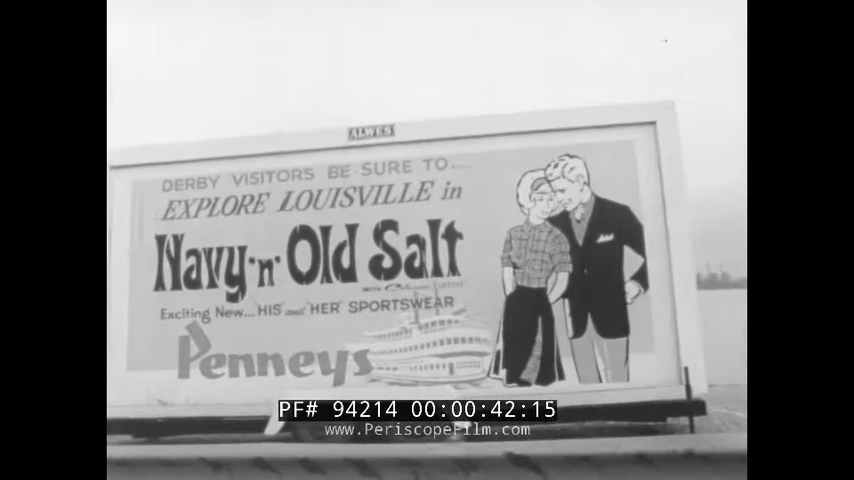 ALWES
DERBY VISITORS BE SURE TO....
EXPLORE LOUISVILLE in
Navy 'n' Old Salt
WITH
Exciting New... "HIS" and "HER" SPORTSWEAR
Penneys
PF# 94214 00:00:42:15
www.PeriscopeFilm.com